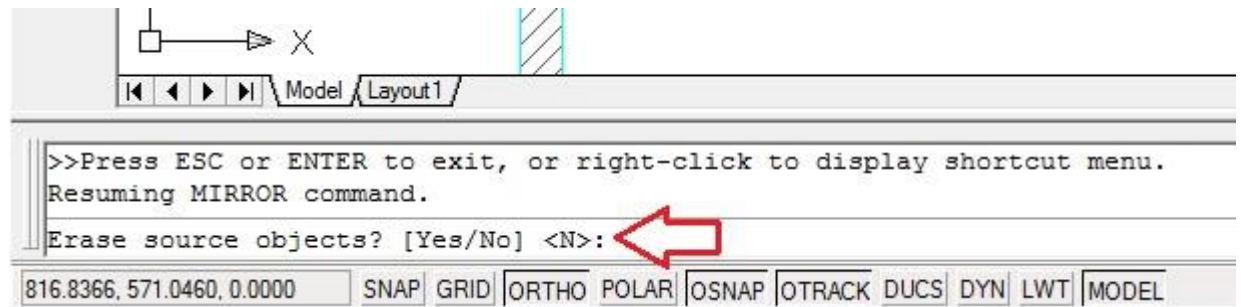 X
Model Layout1
>>Press ESC or ENTER to exit, or right-click to display shortcut menu.
Resuming MIRROR command.
Erase source objects? [Yes/No] <N>:
816.8366, 571.0460, 0.0000 SNAP GRID ORTHO POLAR OSNAP OTRACK DUCS DYN LWT MODEL